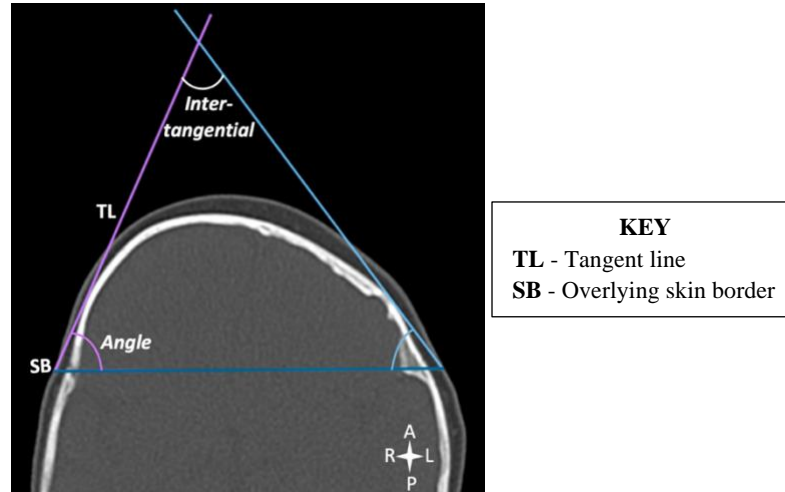 Inter-
tangential
TL
Angle
SB
A
R L
P
KEY
TL - Tangent line
SB - Overlying skin border